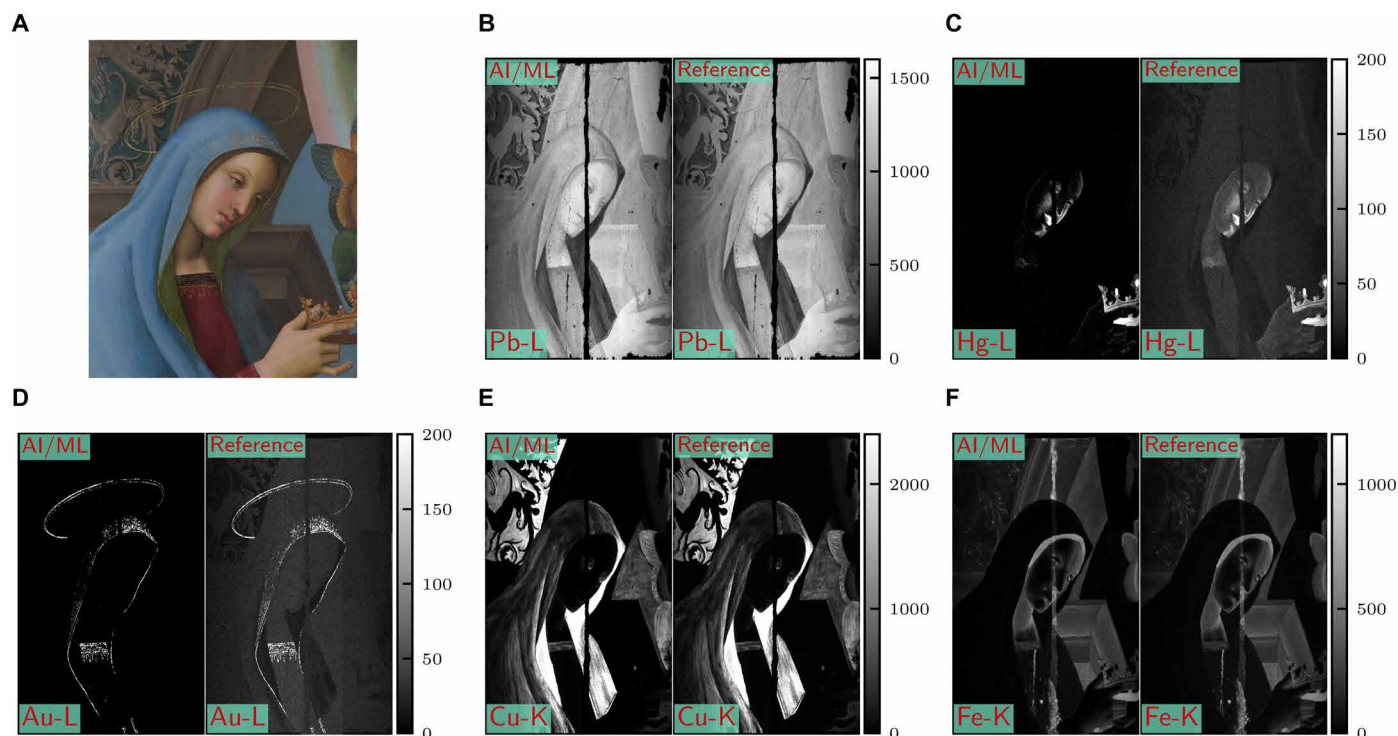 A
B
AI/ML Reference
1500
1000
500
0
Pb-L Pb-L
C
AI/ML Reference
200
150
100
50
0
Hg-L Hg-L
D
AI/ML Reference
200
150
100
50
0
Au-L Au-L
E
AI/ML Reference
2000
1000
0
Cu-K Cu-K
F
AI/ML Reference
1000
500
0
Fe-K Fe-K